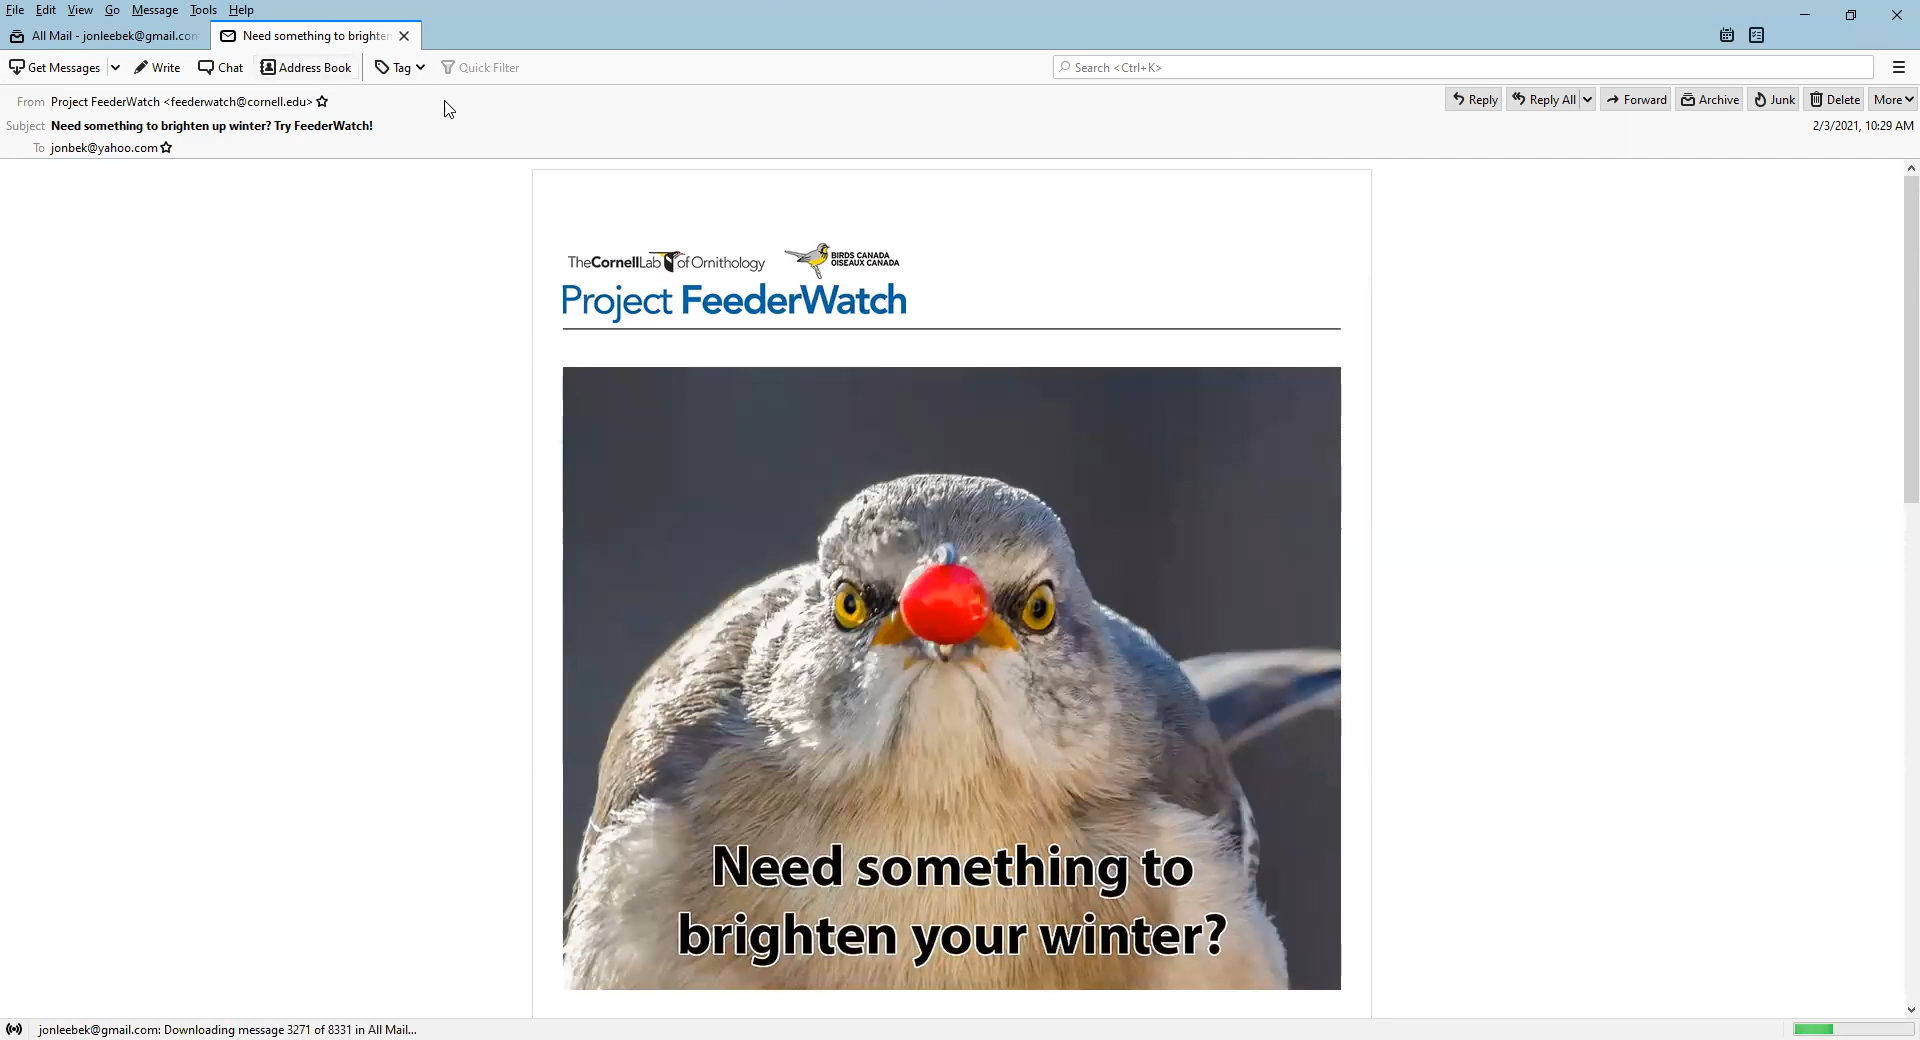 File Edit View Go Message Tools Help
All Mail - jonleebek@gmail.con Need something to brighten
Get Messages Write Chat Address Book Tag Quick Filter Search <Ctrl+K>
From Project FeederWatch <feederwatch@cornell.edu> Reply Reply All Forward Archive Junk Delete More
Subject Need something to brighten up winter? Try FeederWatch! 2/3/2021, 10:29 AM
To jonbek@yahoo.com
TheCornellLab of Ornithology BIRDS CANADA
OISEAUX CANADA
Project FeederWatch
Need something to
brighten your winter?
jonleebek@gmail.com: Downloading message 3271 of 8331 in All Mail...